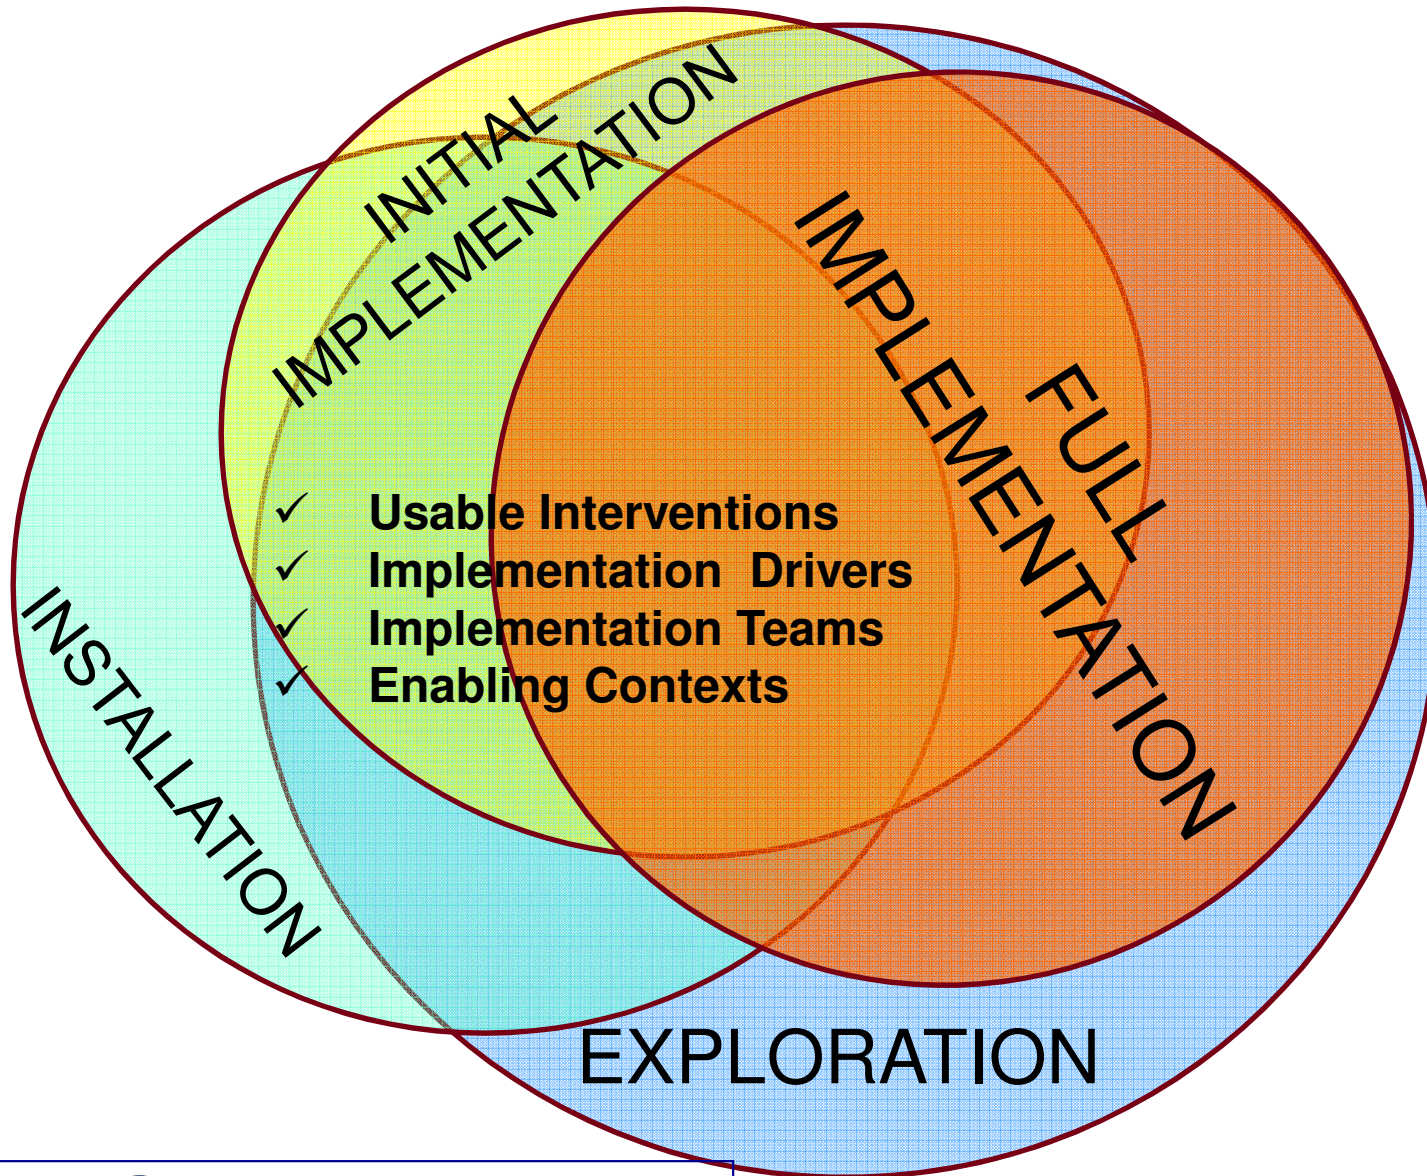 INITIAL
IMPLEMENTATION
FULL
IMPLEMENTATION
✓ Usable Interventions
✓ Implementation Drivers
✓ Implementation Teams
✓ Enabling Contexts
INSTALLATION
EXPLORATION